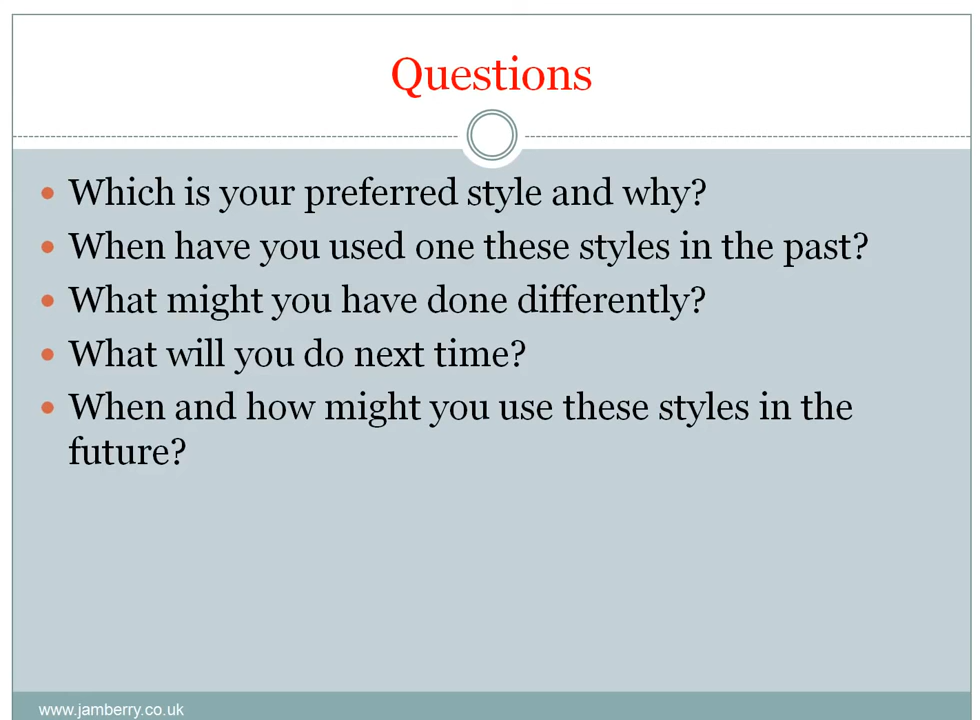 Questions
• Which is your preferred style and why?
• When have you used one these styles in the past?
• What might you have done differently?
• What will you do next time?
• When and how might you use these styles in the
future?
www.jamberry.co.uk